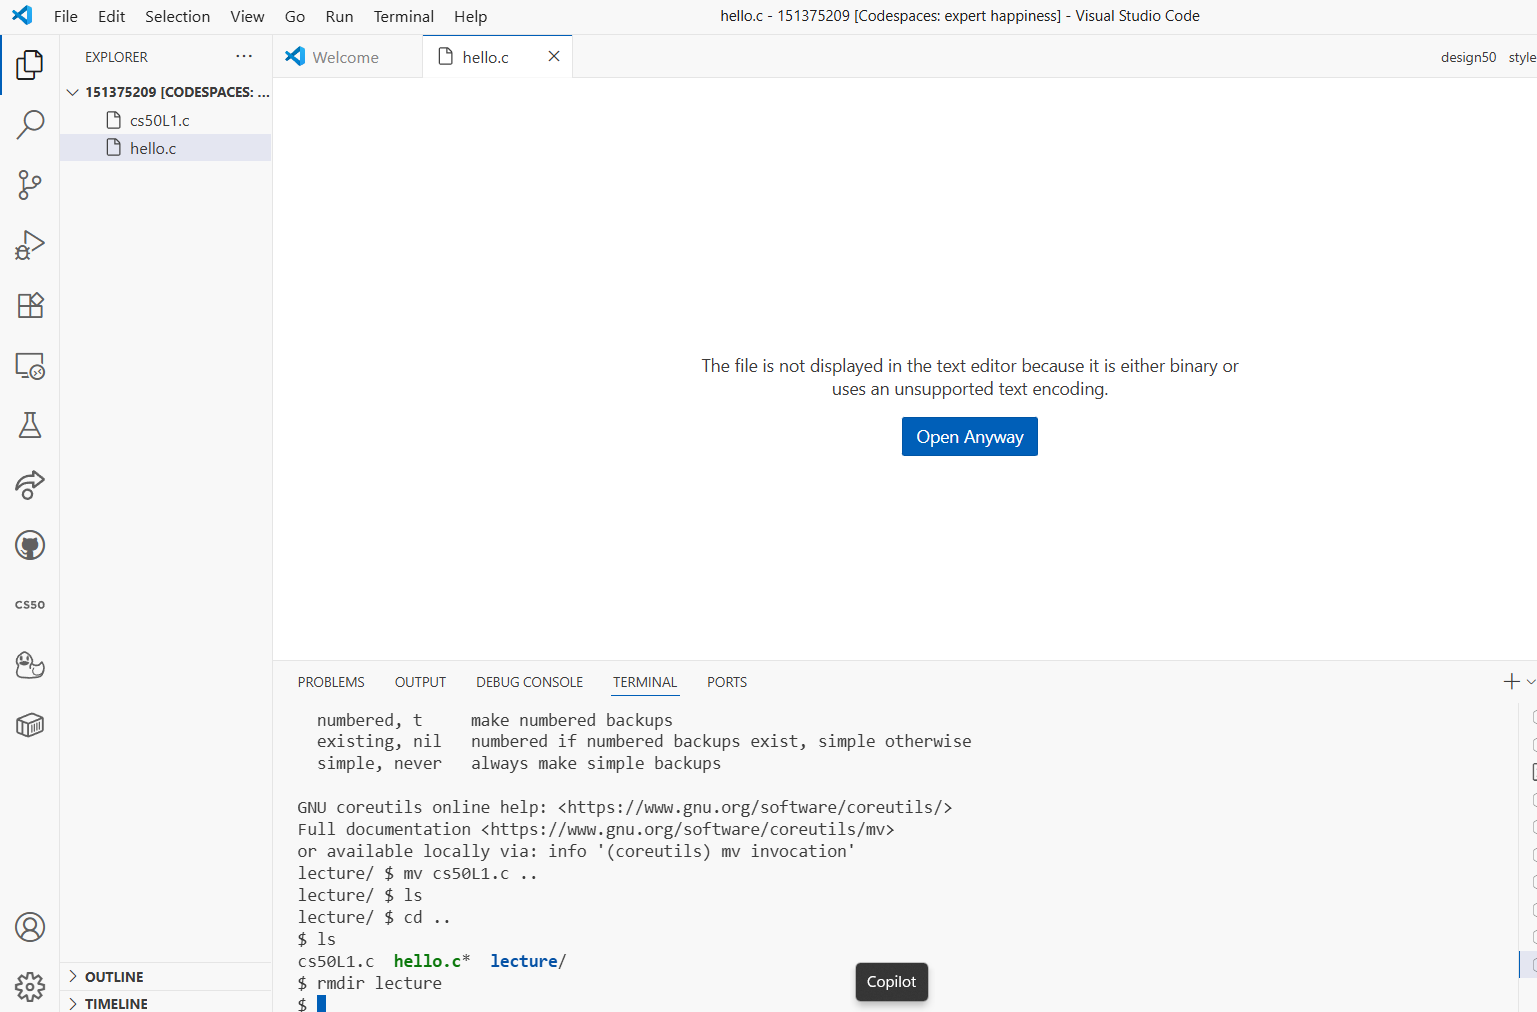 File Edit Selection View Go Run Terminal Help
hello.c - 151375209 [Codespaces: expert happiness] - Visual Studio Code
EXPLORER ···
Welcome
hello.c
design50 style
151375209 [CODESPACES: ...
cs50L1.c
hello.c
The file is not displayed in the text editor because it is either binary or
uses an unsupported text encoding.
Open Anyway
CS50
PROBLEMS OUTPUT DEBUG CONSOLE TERMINAL PORTS
numbered, t make numbered backups
existing, nil numbered if numbered backups exist, simple otherwise
simple, never always make simple backups
GNU coreutils online help: <https://www.gnu.org/software/coreutils/>
Full documentation <https://www.gnu.org/software/coreutils/mv>
or available locally via: info '(coreutils) mv invocation'
lecture/ $ mv cs50L1.c ..
lecture/ $ ls
lecture/ $ cd ..
$ ls
cs50L1.c hello.c* lecture/
$ rmdir lecture
$
Copilot
OUTLINE
TIMELINE